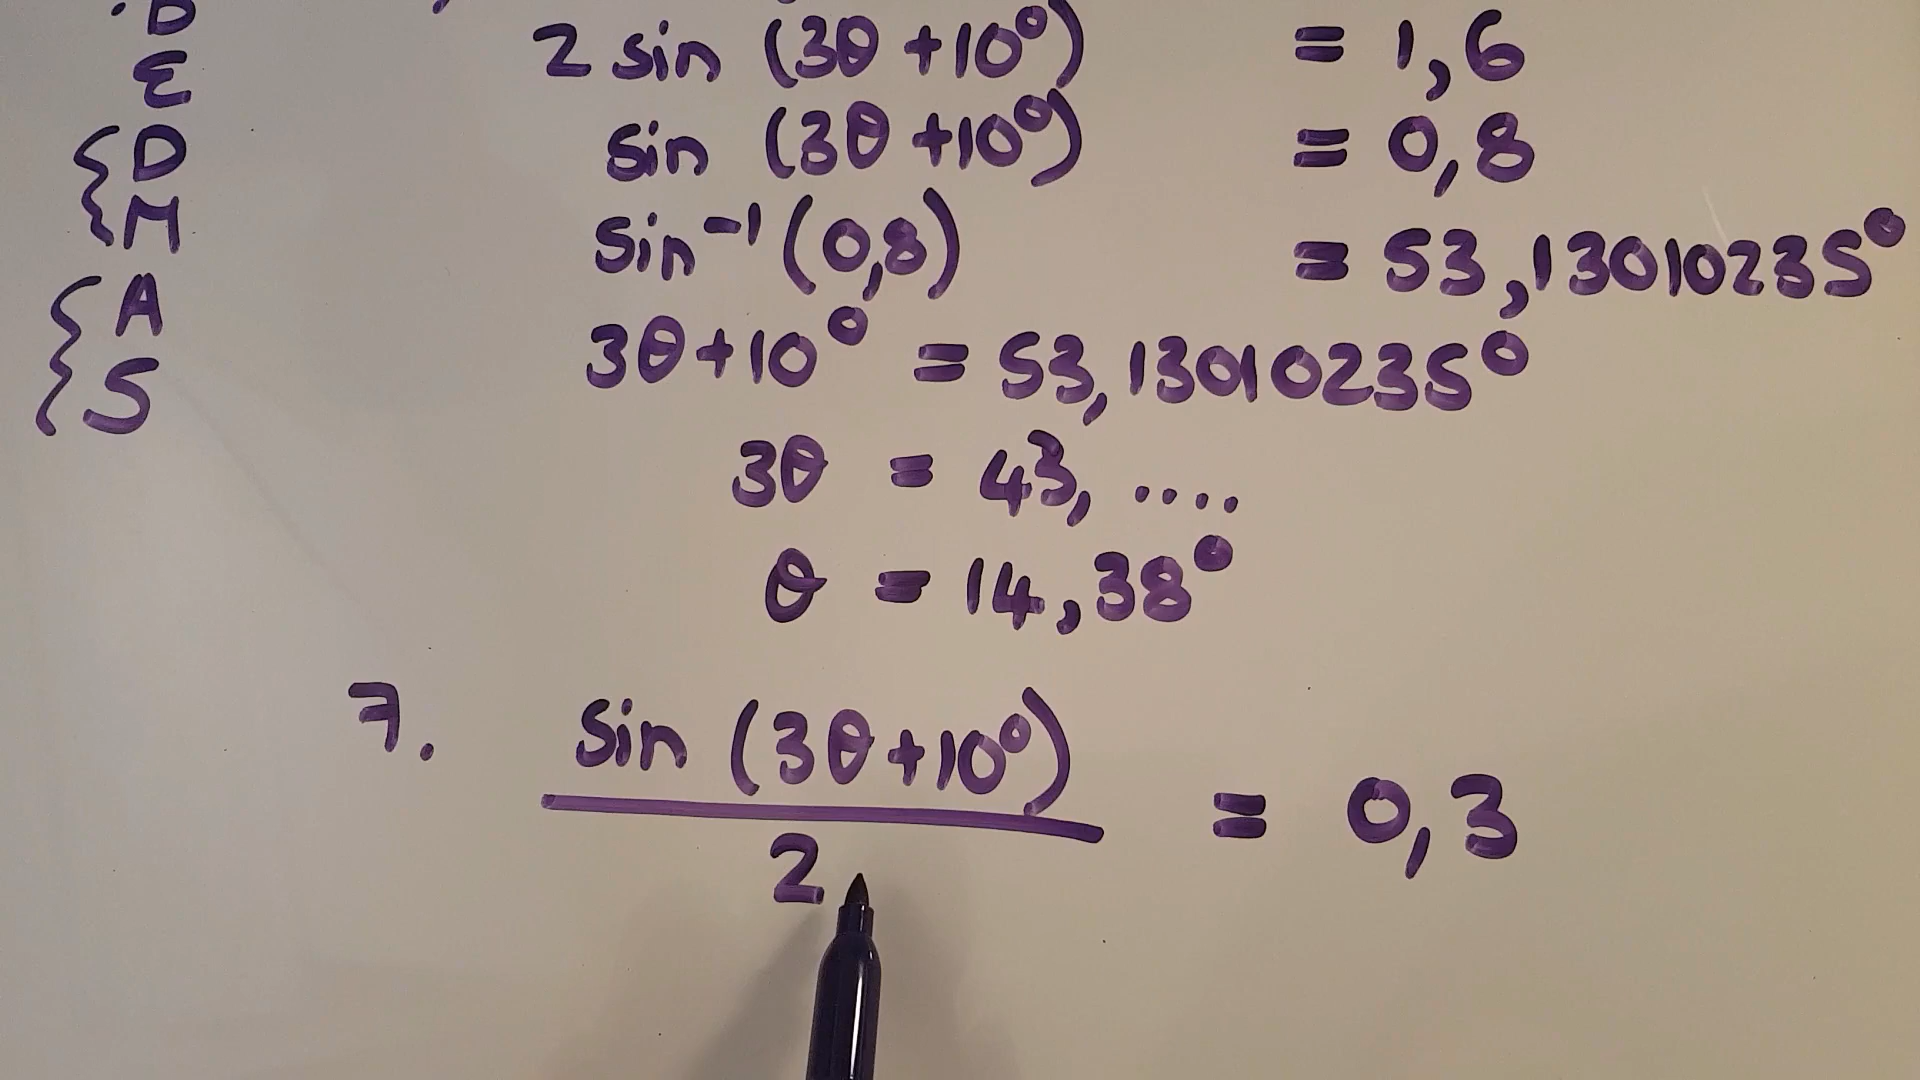 B
E
{ D
M
{ A
S
2 sin (3θ +10°) = 1,6
sin (3θ +10°) = 0,8
sin⁻¹ (0,8) = 53,13010235°
3θ+10° = 53,13010235°
3θ = 43, ....
θ = 14,38°
7. sin (3θ+10°)
2
= 0,3